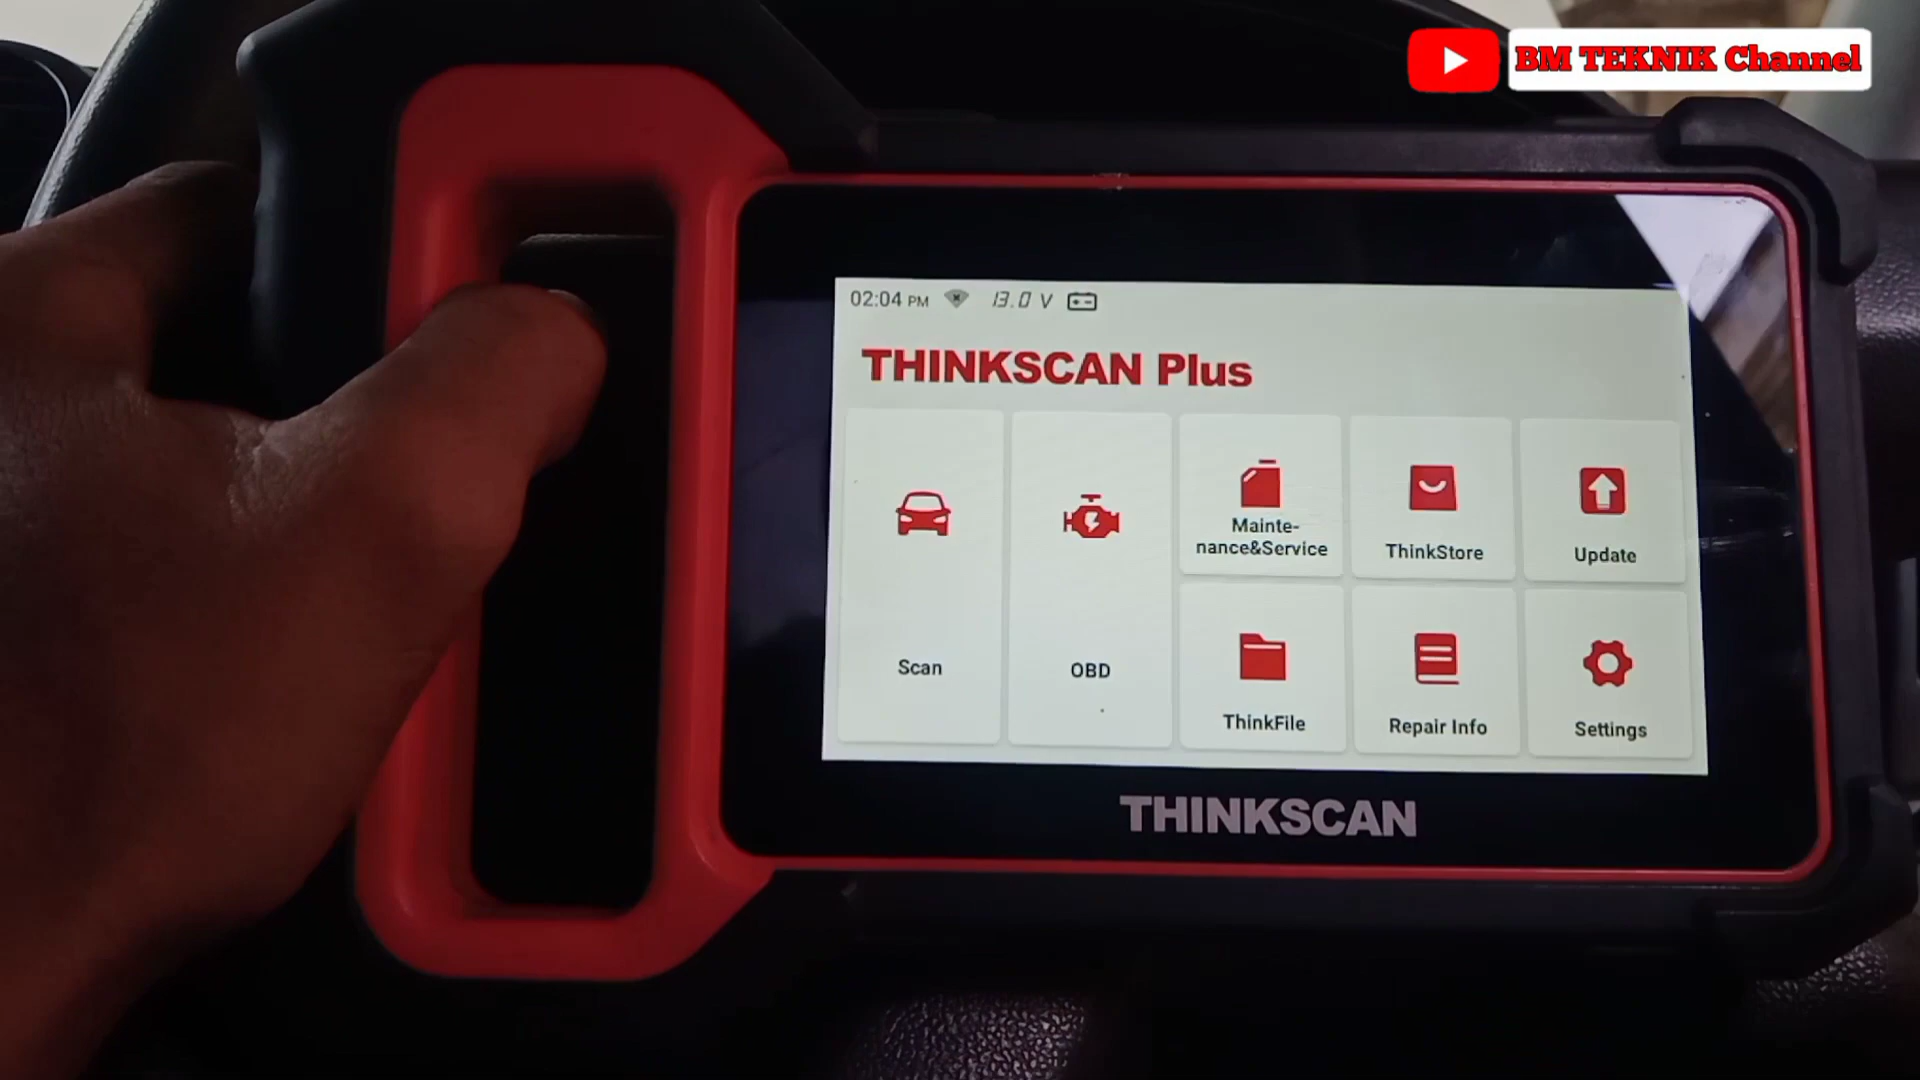 BM TEKNIK Channel
02:04 PM 13.0 V
THINKSCAN Plus
Scan
OBD
Mainte-
nance&Service
ThinkStore
Update
ThinkFile
Repair Info
Settings
THINKSCAN